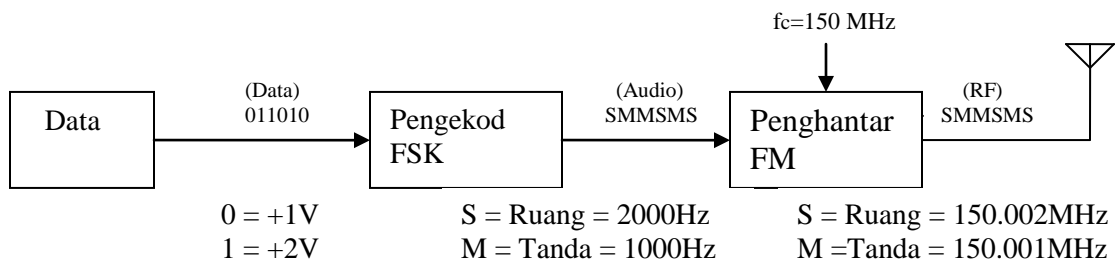 fc=150 MHz
Data
(Data)
011010
Pengekod
FSK
(Audio)
SMMSMS
Penghantar
FM
(RF)
SMMSMS
0 = +1V
1 = +2V
S = Ruang = 2000Hz
M = Tanda = 1000Hz
S = Ruang = 150.002MHz
M =Tanda = 150.001MHz